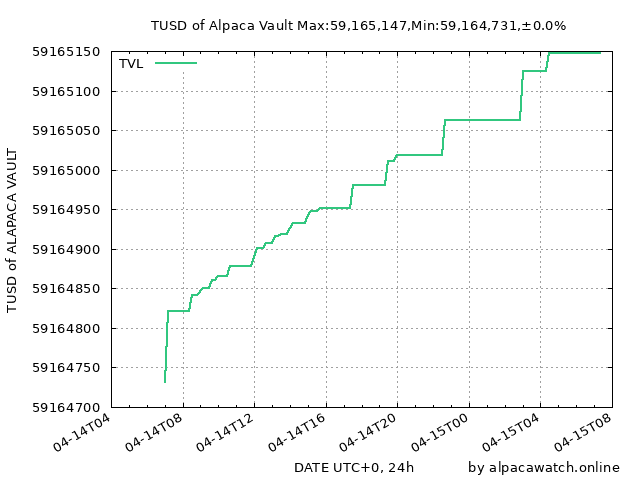 TUSD of Alpaca Vault Max:59,165,147,Min:59,164,731,±0.0%
TVL
59165150
59165100
59165050
59165000
59164950
59164900
59164850
59164800
59164750
59164700
TUSD of ALAPACA VAULT
04-14T04
04-14T08
04-14T12
04-14T16
04-14T20
04-15T00
04-15T04
04-15T08
DATE UTC+0, 24h
by alpacawatch.online